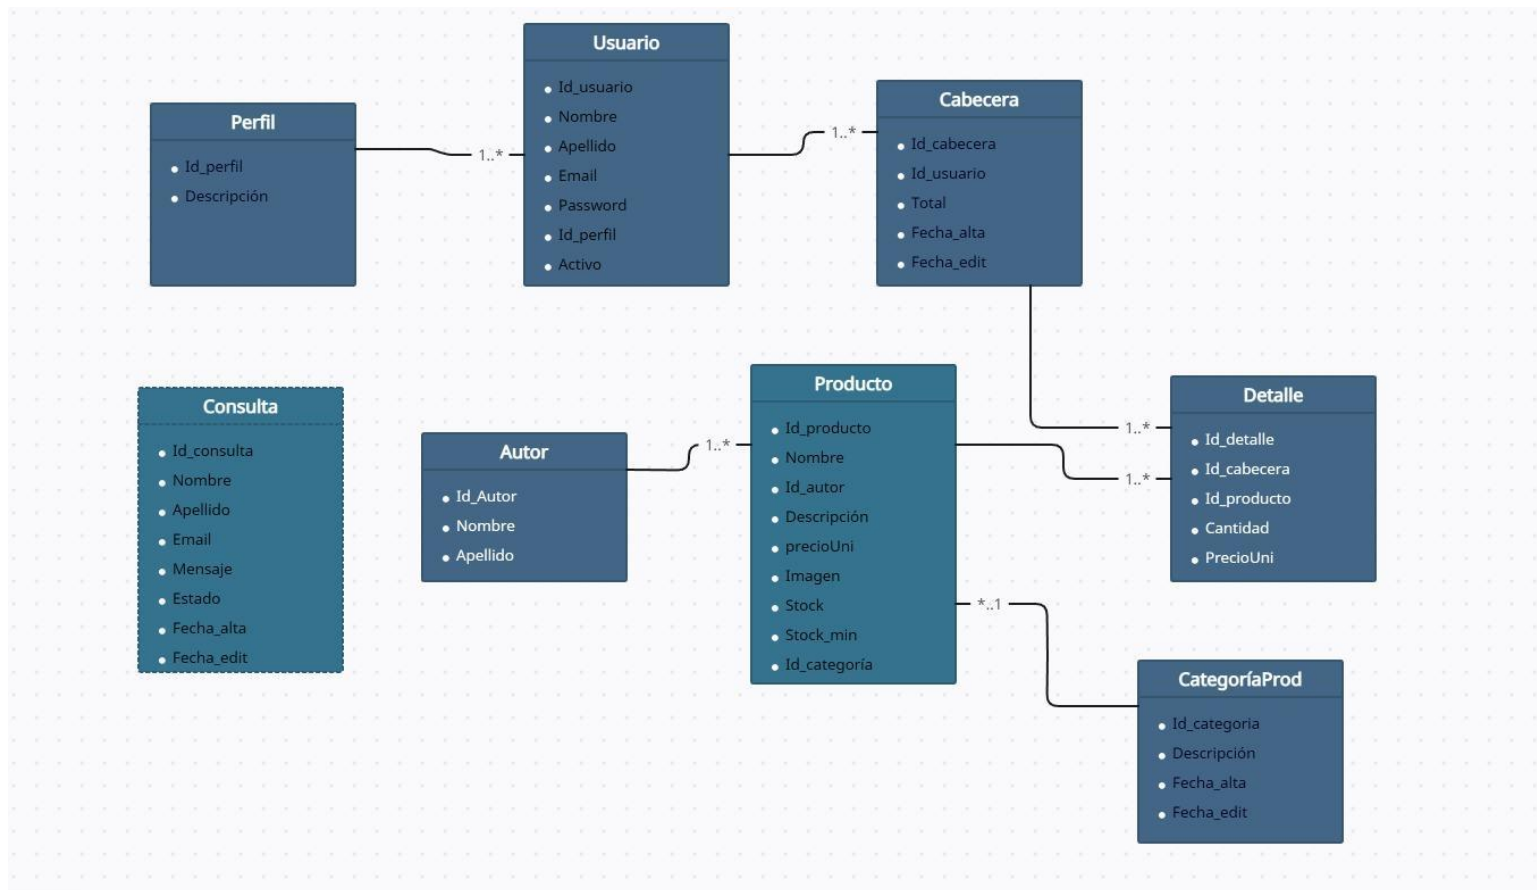 Perfil
Id_perfil
Descripción
1..*
Usuario
Id_usuario
Nombre
Apellido
Email
Password
Id_perfil
Activo
1..*
Cabecera
Id_cabecera
Id_usuario
Total
Fecha_alta
Fecha_edit
Consulta
Id_consulta
Nombre
Apellido
Email
Mensaje
Estado
Fecha_alta
Fecha_edit
Autor
Id_Autor
Nombre
Apellido
1..*
Producto
Id_producto
Nombre
Id_autor
Descripción
precioUni
Imagen
Stock
Stock_min
Id_categoría
1..*
1..*
Detalle
Id_detalle
Id_cabecera
Id_producto
Cantidad
PrecioUni
*..1
CategoríaProd
Id_categoria
Descripción
Fecha_alta
Fecha_edit